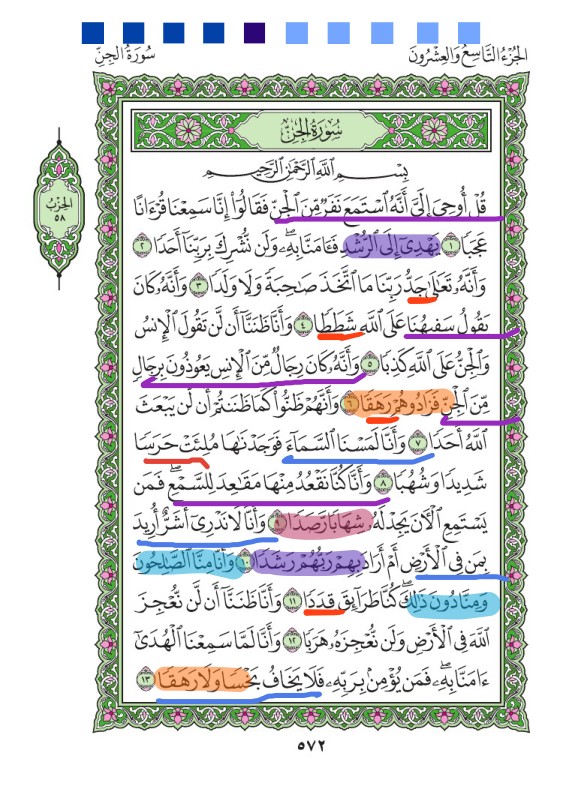 الجُزْءُ التَّاسِعُ وَالعِشْرُونَ
سُورَةُ الجِنِّ
الحِزْبُ
٥٨
سُورَةُ الجِنِّ
بِسْمِ اللَّهِ الرَّحْمَٰنِ الرَّحِيمِ
قُلْ أُوحِيَ إِلَيَّ أَنَّهُ ٱسْتَمَعَ نَفَرٌ مِّنَ ٱلْجِنِّ فَقَالُوٓا۟ إِنَّا سَمِعْنَا قُرْءَانًا
عَجَبًا ١ يَهْدِىٓ إِلَى ٱلرُّشْدِ فَـَٔامَنَّا بِهِۦ ۖ وَلَن نُّشْرِكَ بِرَبِّنَآ أَحَدًا ٢
وَأَنَّهُۥ تَعَٰلَىٰ جَدُّ رَبِّنَا مَا ٱتَّخَذَ صَٰحِبَةً وَلَا وَلَدًا ٣ وَأَنَّهُۥ كَانَ
يَقُولُ سَفِيهُنَا عَلَى ٱللَّهِ شَطَطًا ٤ وَأَنَّا ظَنَنَّآ أَن لَّن تَقُولَ ٱلْإِنسُ
وَٱلْجِنُّ عَلَى ٱللَّهِ كَذِبًا ٥ وَأَنَّهُۥ كَانَ رِجَالٌ مِّنَ ٱلْإِنسِ يَعُوذُونَ بِرِجَالٍ
مِّنَ ٱلْجِنِّ فَزَادُوهُمْ رَهَقًا ٦ وَأَنَّهُمْ ظَنُّوا۟ كَمَا ظَنَنتُمْ أَن لَّن يَبْعَثَ
ٱللَّهُ أَحَدًا ٧ وَأَنَّا لَمَسْنَا ٱلسَّمَآءَ فَوَجَدْنَٰهَا مُلِئَتْ حَرَسًا
شَدِيدًا وَشُهُبًا ٨ وَأَنَّا كُنَّا نَقْعُدُ مِنْهَا مَقَٰعِدَ لِلسَّمْعِ ۖ فَمَن
يَسْتَمِعِ ٱلْـَٔانَ يَجِدْ لَهُۥ شِهَابًا رَّصَدًا ٩ وَأَنَّا لَا نَدْرِىٓ أَشَرٌّ أُرِيدَ
بِمَن فِى ٱلْأَرْضِ أَمْ أَرَادَ بِهِمْ رَبُّهُمْ رَشَدًا ١٠ وَأَنَّا مِنَّا ٱلصَّٰلِحُونَ
وَمِنَّا دُونَ ذَٰلِكَ ۖ كُنَّا طَرَآئِقَ قِدَدًا ١١ وَأَنَّا ظَنَنَّآ أَن لَّن نُّعْجِزَ
ٱللَّهَ فِى ٱلْأَرْضِ وَلَن نُّعْجِزَهُۥ هَرَبًا ١٢ وَأَنَّا لَمَّا سَمِعْنَا ٱلْهُدَىٰٓ
ءَامَنَّا بِهِۦ ۖ فَمَن يُؤْمِنۢ بِرَبِّهِۦ فَلَا يَخَافُ بَخْسًا وَلَا رَهَقًا ١٣
٥٧٢